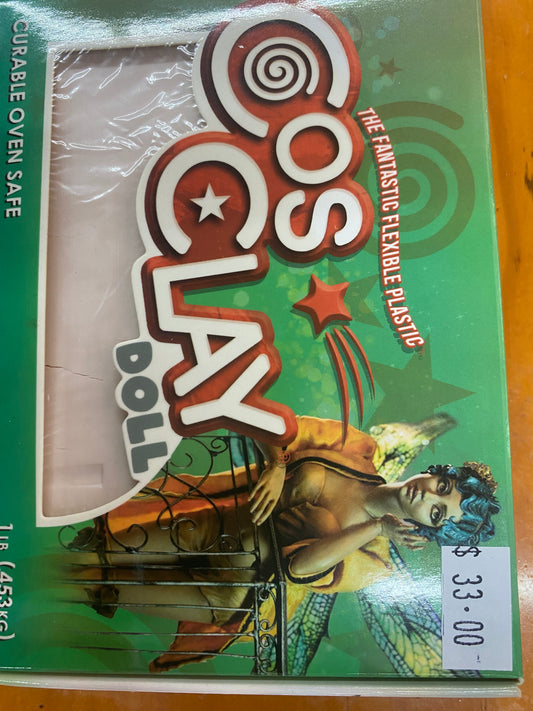 THE FANTASTIC FLEXIBLE PLASTIC
COS
CLAY
DOLL
CURABLE OVEN SAFE
1 LB (453KG)
$ 33.00